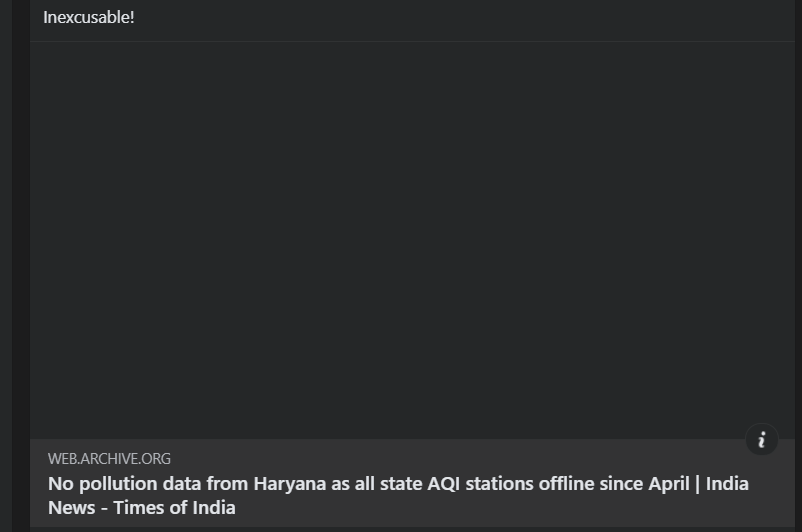 Inexcusable!
WEB.ARCHIVE.ORG
No pollution data from Haryana as all state AQI stations offline since April | India
News - Times of India